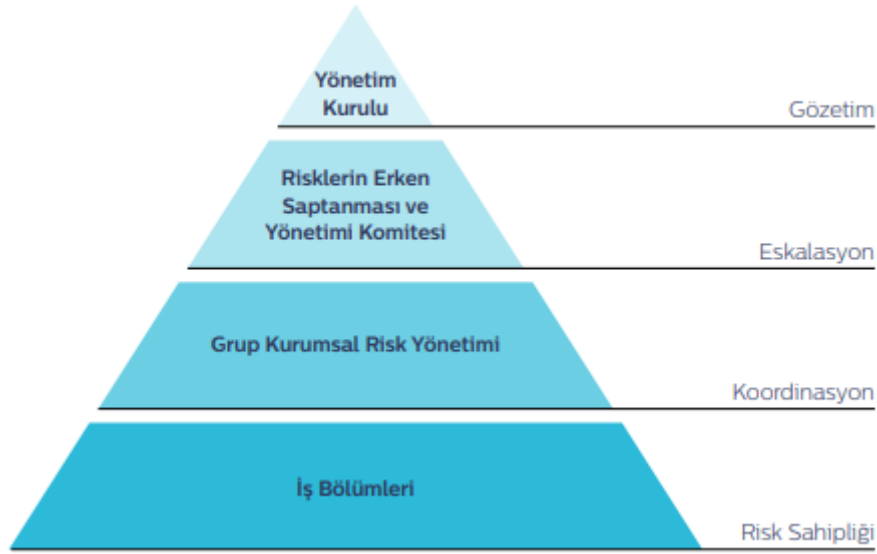 Yönetim
Kurulu
Gözetim
Risklerin Erken
Saptanması ve
Yönetimi Komitesi
Eskalasyon
Grup Kurumsal Risk Yönetimi
Koordinasyon
İş Bölümleri
Risk Sahipliği